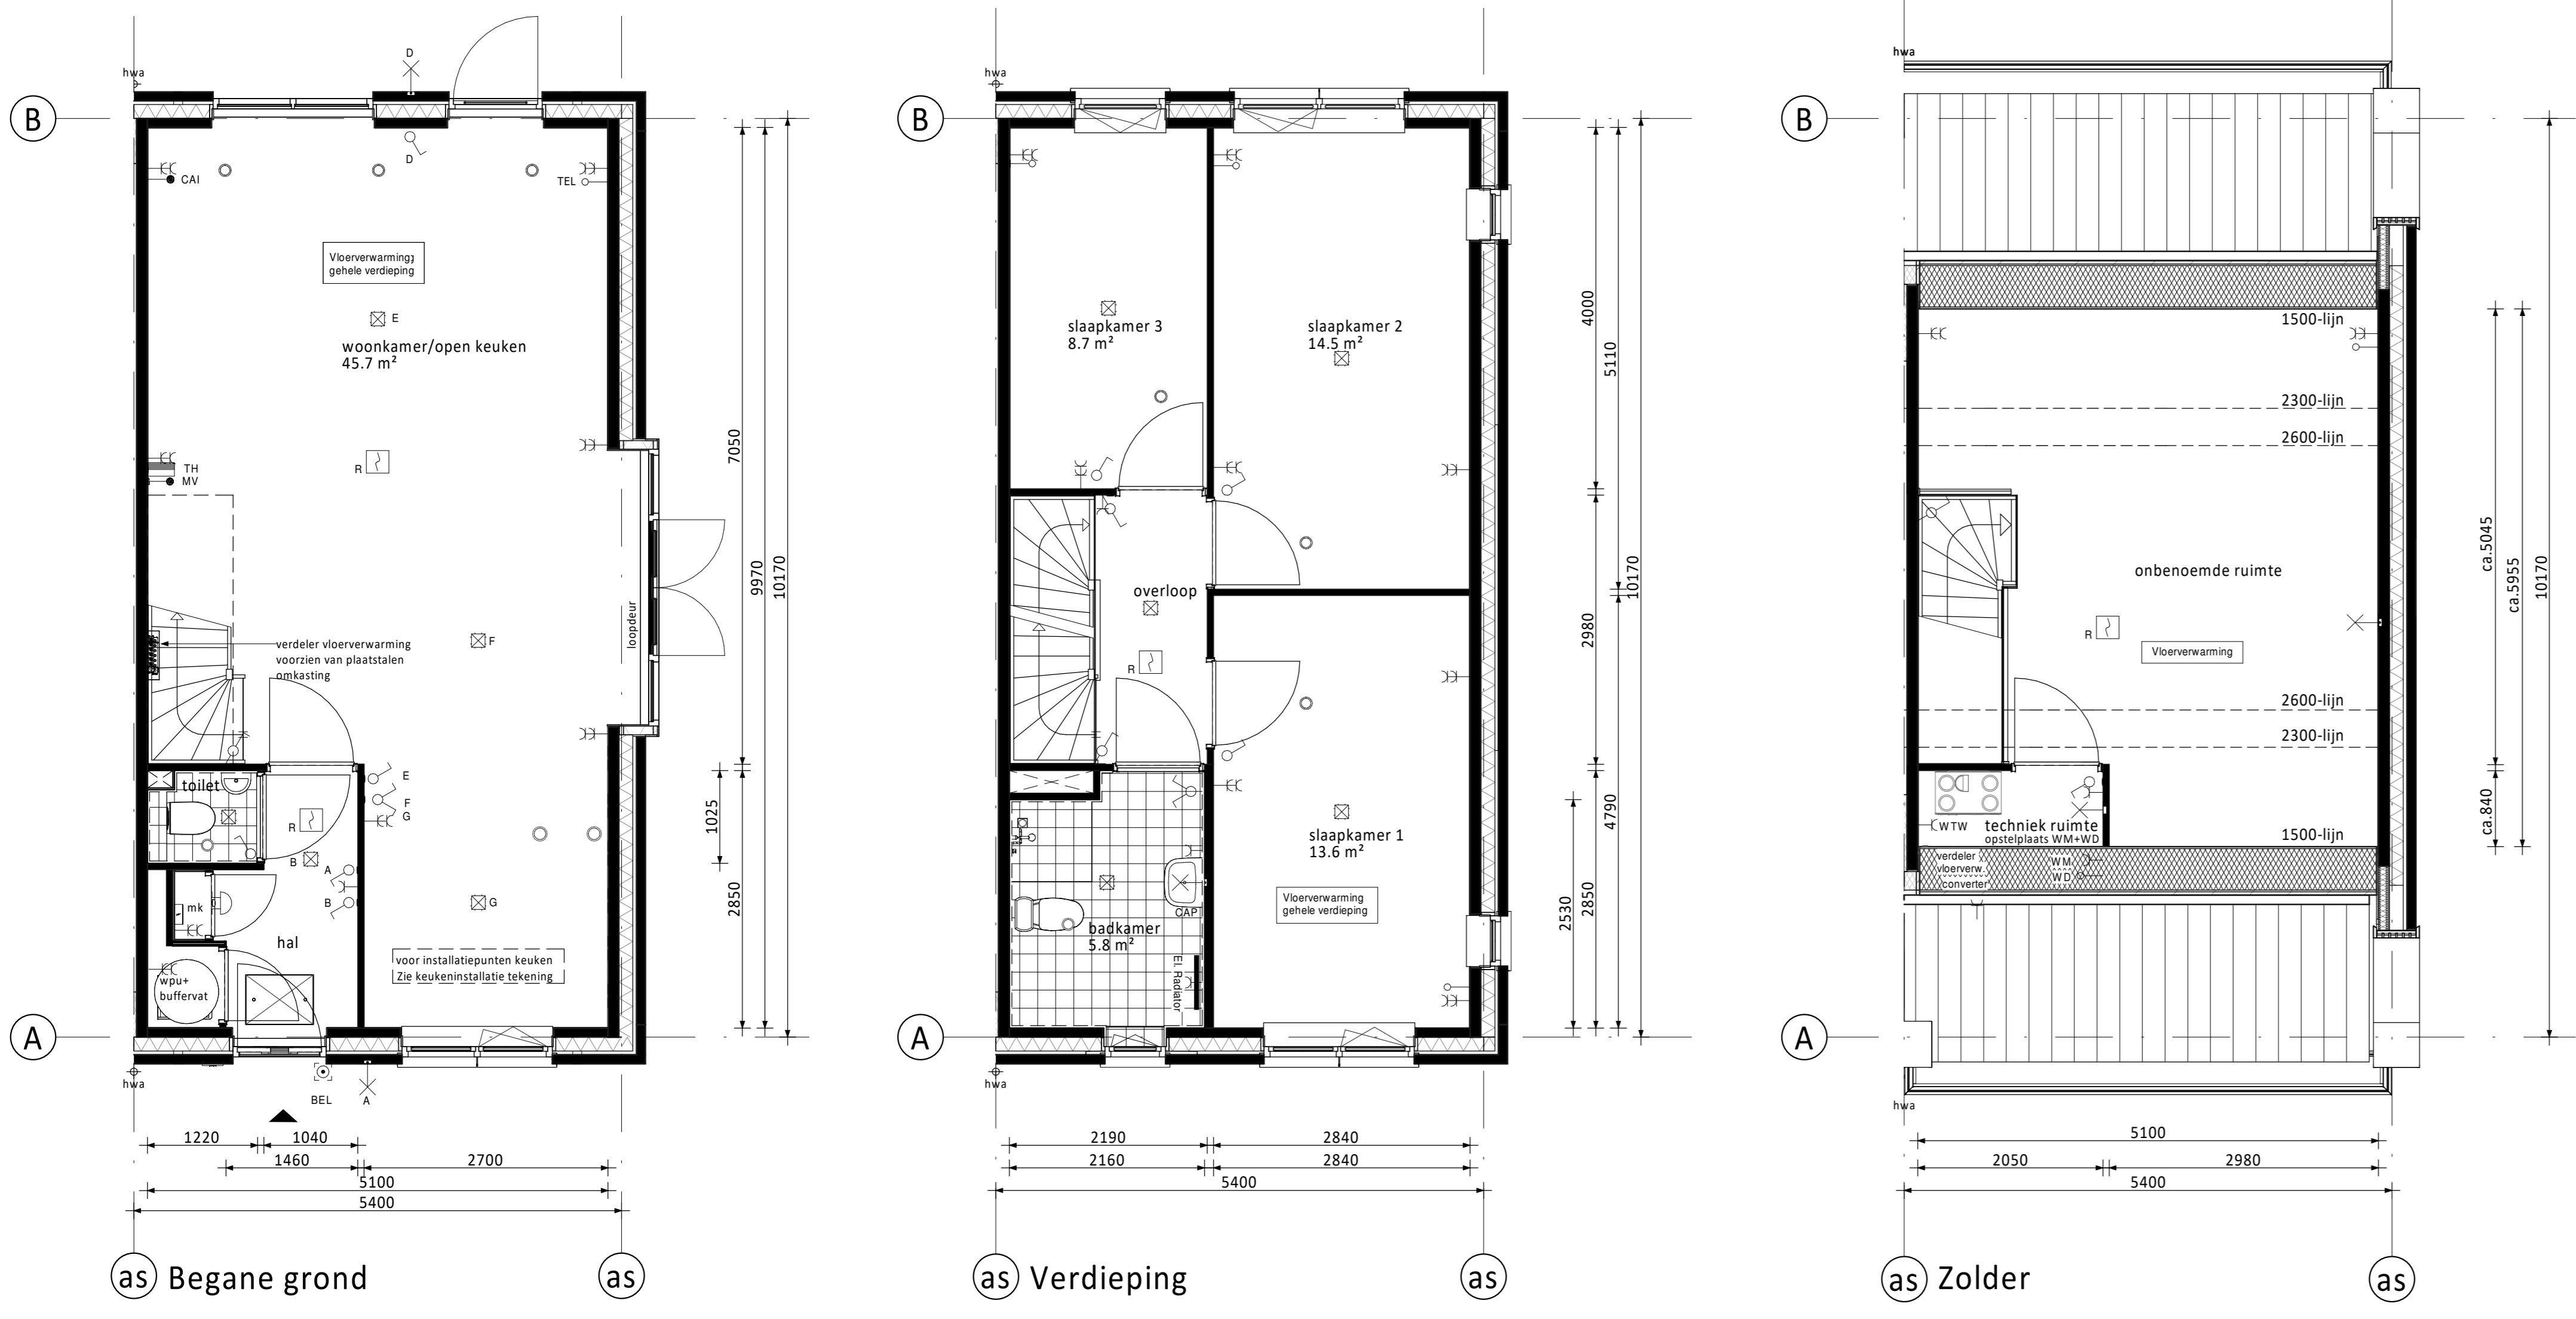 D
hwa
B
D
CAI
TEL
Vloerverwarming;
gehele verdieping
E
woonkamer/open keuken
45.7 m²
TH
MV
R
loopdeur
verdeler vloerverwarming
voorzien van plaatstalen
omkasting
F
toilet
E
F
G
R
B
A
B
mk
hal
G
voor installatiepunten keuken
Zie keukeninstallatie tekening
wpu+
buffervat
A
hwa
BEL
A
7050
9970
10170
1025
2850
1220
1040
1460
2700
5100
5400
as
Begane grond
as
hwa
B
slaapkamer 3
8.7 m²
slaapkamer 2
14.5 m²
overloop
R
slaapkamer 1
13.6 m²
Vloerverwarming
gehele verdieping
CAP
badkamer
5.8 m²
El. Radiator
A
hwa
4000
5110
2980
10170
4790
2530
2850
2190
2840
2160
2840
5400
as
Verdieping
as
hwa
B
1500-lijn
2300-lijn
2600-lijn
onbenoemde ruimte
R
Vloerverwarming
2600-lijn
2300-lijn
WTW
techniek ruimte
opstelplaats WM+WD
1500-lijn
verdeler
vloerverw.
converter
WM
WD
A
hwa
ca.5045
ca.5955
10170
ca.840
5100
2050
2980
5400
as
Zolder
as